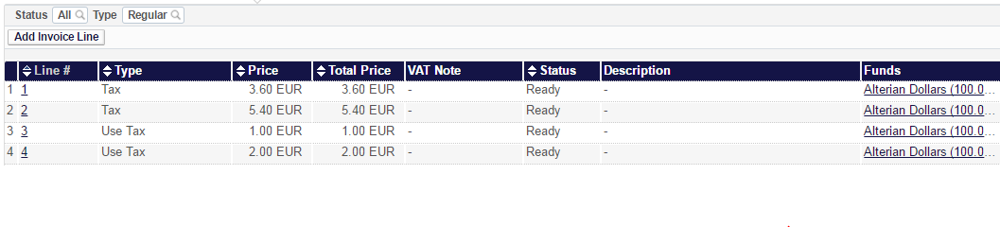 Status All Type Regular
Add Invoice Line
Line # Type Price Total Price VAT Note Status Description Funds
1 1 Tax 3.60 EUR 3.60 EUR - Ready - Alterian Dollars (100.0...
2 2 Tax 5.40 EUR 5.40 EUR - Ready - Alterian Dollars (100.0...
3 3 Use Tax 1.00 EUR 1.00 EUR - Ready - Alterian Dollars (100.0...
4 4 Use Tax 2.00 EUR 2.00 EUR - Ready - Alterian Dollars (100.0...